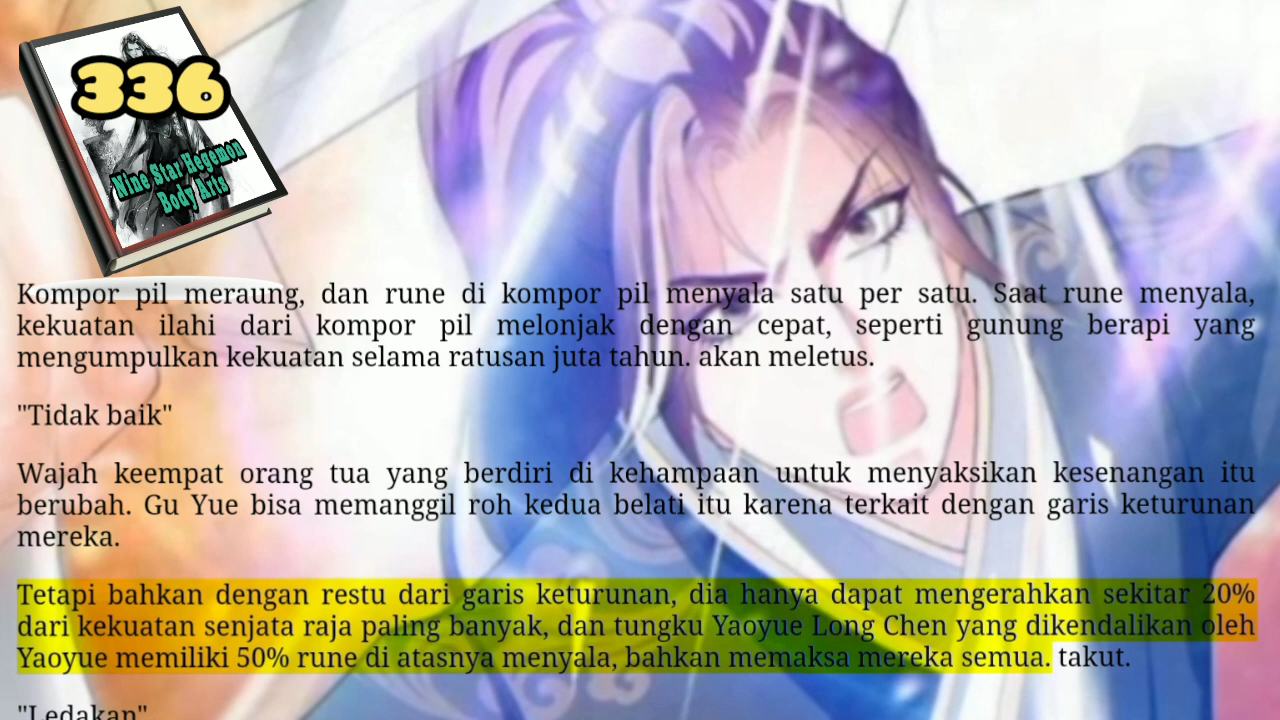 336
Nine Star Hegemon
Body Arts
Kompor pil meraung, dan rune di kompor pil menyala satu per satu. Saat rune menyala,
kekuatan ilahi dari kompor pil melonjak dengan cepat, seperti gunung berapi yang
mengumpulkan kekuatan selama ratusan juta tahun. akan meletus.
"Tidak baik"
Wajah keempat orang tua yang berdiri di kehampaan untuk menyaksikan kesenangan itu
berubah. Gu Yue bisa memanggil roh kedua belati itu karena terkait dengan garis keturunan
mereka.
Tetapi bahkan dengan restu dari garis keturunan, dia hanya dapat mengerahkan sekitar 20%
dari kekuatan senjata raja paling banyak, dan tungku Yaoyue Long Chen yang dikendalikan oleh
Yaoyue memiliki 50% rune di atasnya menyala, bahkan memaksa mereka semua. takut.
"Ledakan"